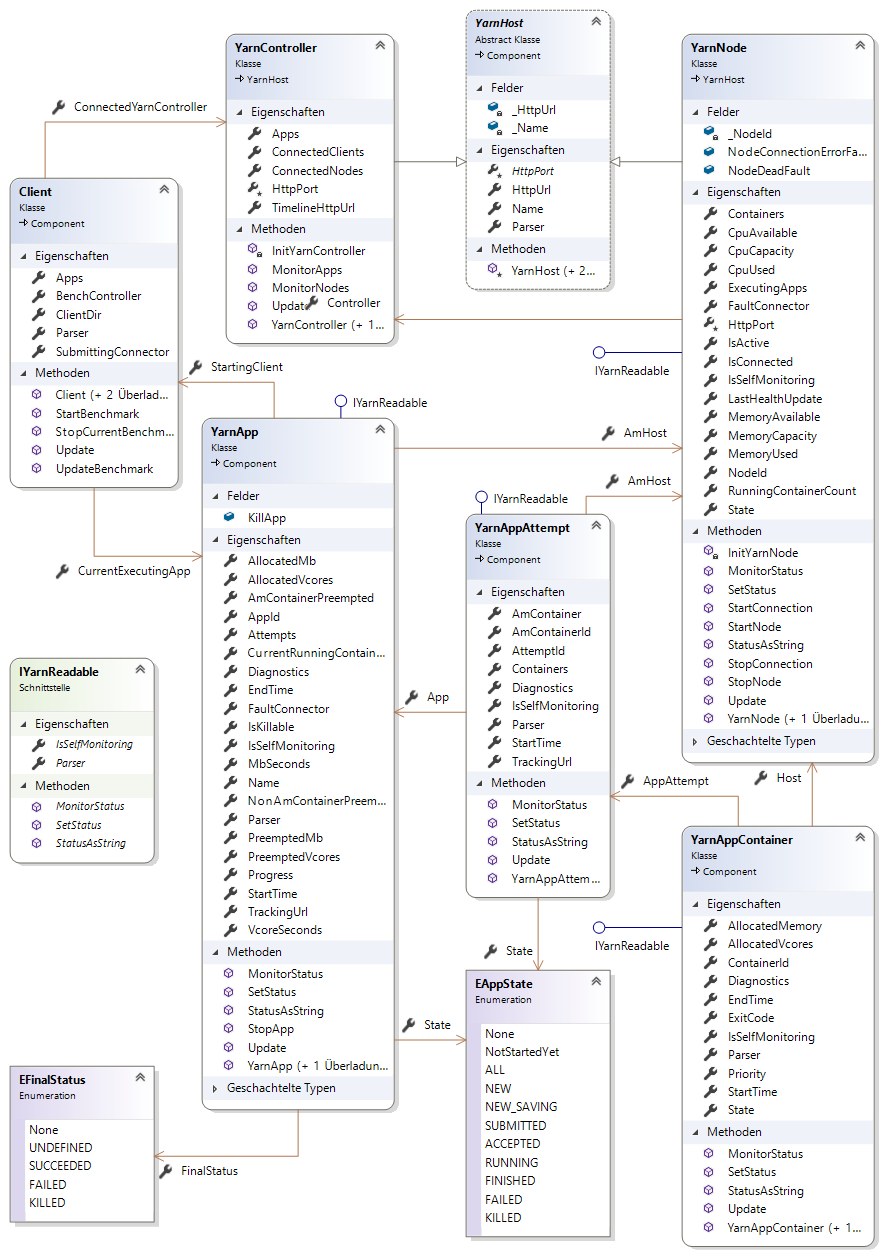 YarnController
Klasse
YarnHost
Eigenschaften
Apps
ConnectedClients
ConnectedNodes
HttpPort
TimelineHttpUrl
Methoden
InitYarnController
MonitorApps
MonitorNodes
Update
YarnController (+ 1...
Controller
YarnHost
Abstract Klasse
Component
Felder
_HttpUrl
_Name
Eigenschaften
HttpPort
HttpUrl
Name
Parser
Methoden
YarnHost (+ 2...
YarnNode
Klasse
YarnHost
Felder
_NodeId
NodeConnectionErrorFa...
NodeDeadFault
Eigenschaften
Containers
CpuAvailable
CpuCapacity
CpuUsed
ExecutingApps
FaultConnector
HttpPort
IsActive
IsConnected
IsSelfMonitoring
LastHealthUpdate
MemoryAvailable
MemoryCapacity
MemoryUsed
NodeId
RunningContainerCount
State
Methoden
InitYarnNode
MonitorStatus
SetStatus
StartConnection
StartNode
StatusAsString
StopConnection
StopNode
Update
YarnNode (+ 1 Überladu...
Geschachtelte Typen
IYarnReadable
ConnectedYarnController
Client
Klasse
Component
Eigenschaften
Apps
BenchController
ClientDir
Parser
SubmittingConnector
Methoden
Client (+ 2 Überlad...
StartBenchmark
StopCurrentBenchm...
Update
UpdateBenchmark
StartingClient
CurrentExecutingApp
IYarnReadable
YarnApp
Klasse
Component
Felder
KillApp
Eigenschaften
AllocatedMb
AllocatedVcores
AmContainerPreempted
AppId
Attempts
CurrentRunningContain...
Diagnostics
EndTime
FaultConnector
IsKillable
IsSelfMonitoring
MbSeconds
Name
NonAmContainerPreem...
Parser
PreemptedMb
PreemptedVcores
Progress
StartTime
TrackingUrl
VcoreSeconds
Methoden
MonitorStatus
SetStatus
StatusAsString
StopApp
Update
YarnApp (+ 1 Überladun...
Geschachtelte Typen
AmHost
AmHost
IYarnReadable
YarnAppAttempt
Klasse
Component
Eigenschaften
AmContainer
AmContainerId
AttemptId
Containers
Diagnostics
IsSelfMonitoring
Parser
StartTime
TrackingUrl
Methoden
MonitorStatus
SetStatus
StatusAsString
Update
YarnAppAttem...
App
IYarnReadable
Schnittstelle
Eigenschaften
IsSelfMonitoring
Parser
Methoden
MonitorStatus
SetStatus
StatusAsString
AppAttempt
Host
YarnAppContainer
Klasse
Component
Eigenschaften
AllocatedMemory
AllocatedVcores
ContainerId
Diagnostics
EndTime
ExitCode
IsSelfMonitoring
Parser
Priority
StartTime
State
Methoden
MonitorStatus
SetStatus
StatusAsString
Update
YarnAppContainer (+ 1...
IYarnReadable
State
State
EAppState
Enumeration
None
NotStartedYet
ALL
NEW
NEW_SAVING
SUBMITTED
ACCEPTED
RUNNING
FINISHED
FAILED
KILLED
EFinalStatus
Enumeration
None
UNDEFINED
SUCCEEDED
FAILED
KILLED
FinalStatus